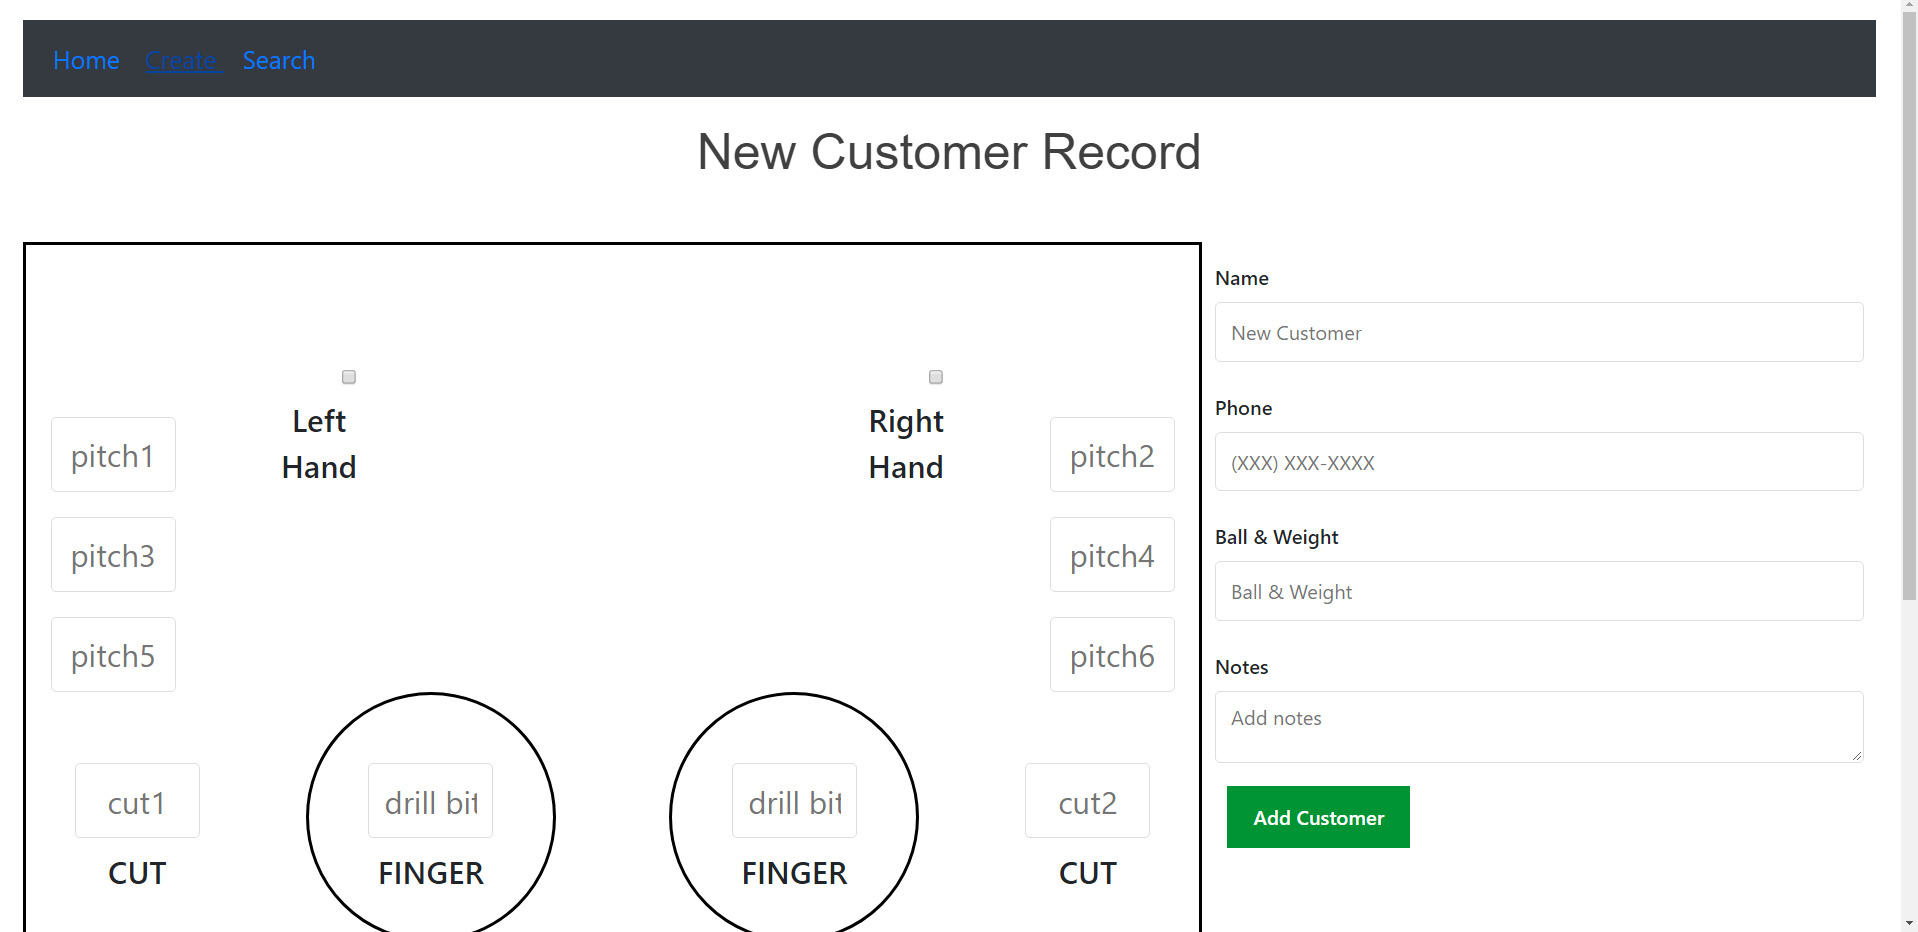 Home Create Search
New Customer Record
Left
Hand
Right
Hand
pitch1
pitch2
pitch3
pitch4
pitch5
pitch6
cut1
drill bit
drill bit
cut2
CUT
FINGER
FINGER
CUT
Name
New Customer
Phone
(XXX) XXX-XXXX
Ball & Weight
Ball & Weight
Notes
Add notes
Add Customer